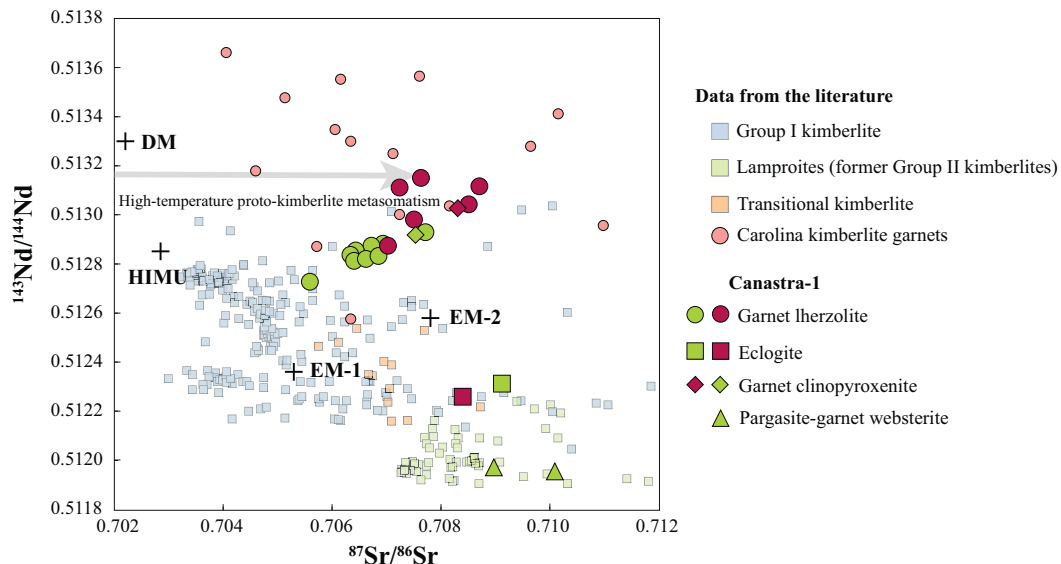 0.5138
0.5136
0.5134
0.5132
0.5130
0.5128
0.5126
0.5124
0.5122
0.5120
0.5118
¹⁴³Nd/¹⁴⁴Nd
DM
High-temperature proto-kimberlite metasomatism
HIMU
EM-2
EM-1
0.702
0.704
0.706
0.708
0.710
0.712
⁸⁷Sr/⁸⁶Sr
Data from the literature
Group I kimberlite
Lamproites (former Group II kimberlites)
Transitional kimberlite
Carolina kimberlite garnets
Canastra-1
Garnet lherzolite
Eclogite
Garnet clinopyroxenite
Pargasite-garnet websterite